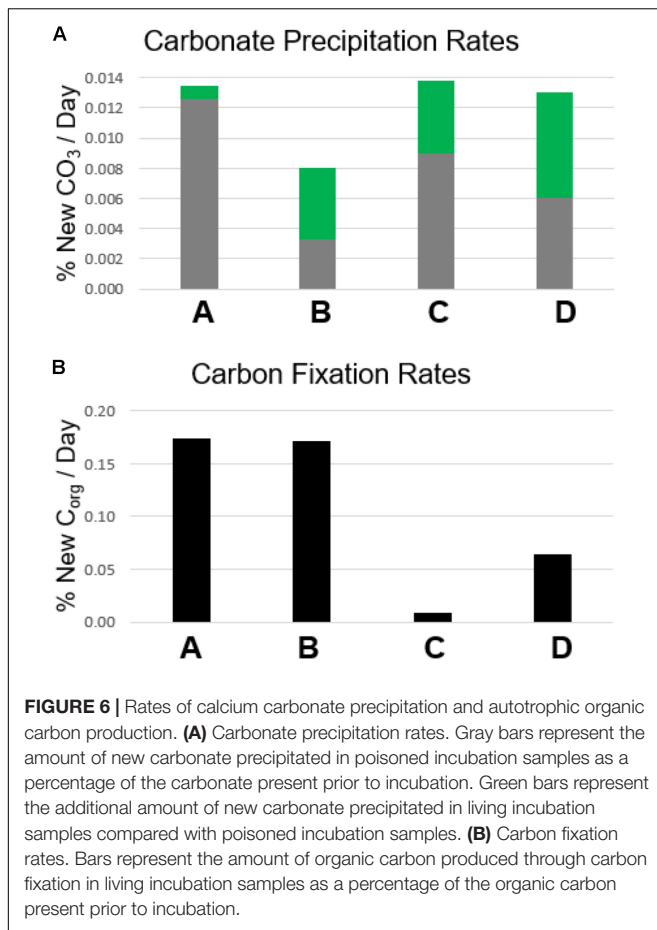 A
Carbonate Precipitation Rates
% New CO₃ / Day
0.014
0.012
0.010
0.008
0.006
0.004
0.002
0.000
A B C D
B
Carbon Fixation Rates
% New Corg / Day
0.20
0.15
0.10
0.05
0.00
A B C D
FIGURE 6 | Rates of calcium carbonate precipitation and autotrophic organic
carbon production. (A) Carbonate precipitation rates. Gray bars represent the
amount of new carbonate precipitated in poisoned incubation samples as a
percentage of the carbonate present prior to incubation. Green bars represent
the additional amount of new carbonate precipitated in living incubation
samples compared with poisoned incubation samples. (B) Carbon fixation
rates. Bars represent the amount of organic carbon produced through carbon
fixation in living incubation samples as a percentage of the organic carbon
present prior to incubation.